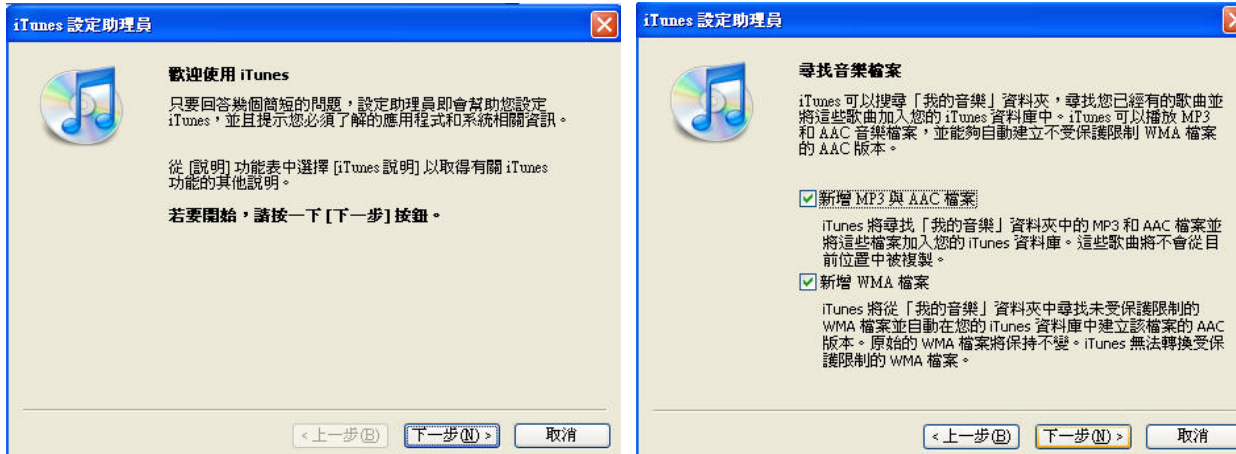 iTunes 設定助理員
歡迎使用 iTunes
只要回答幾個簡短的問題，設定助理員即會幫助您設定
iTunes，並且提示您必須了解的應用程式和系統相關資訊。
從 [說明] 功能表中選擇 [iTunes 說明] 以取得有關 iTunes
功能的其他說明。
若要開始，請按一下 [下一步] 按鈕。
<上一步(B) 下一步(N)> 取消
iTunes 設定助理員
尋找音樂檔案
iTunes 可以搜尋「我的音樂」資料夾，尋找您已經有的歌曲並
將這些歌曲加入您的 iTunes 資料庫中。iTunes 可以播放 MP3
和 AAC 音樂檔案，並能夠自動建立不受保護限制 WMA 檔案
的 AAC 版本。
新增 MP3 與 AAC 檔案
iTunes 將尋找「我的音樂」資料夾中的 MP3 和 AAC 檔案並
將這些檔案加入您的 iTunes 資料庫。這些歌曲將不會從目
前位置中被複製。
新增 WMA 檔案
iTunes 將從「我的音樂」資料夾中尋找未受保護限制的
WMA 檔案並自動在您的 iTunes 資料庫中建立該檔案的 AAC
版本。原始的 WMA 檔案將保持不變。iTunes 無法轉換受保
護限制的 WMA 檔案。
<上一步(B) 下一步(N)> 取消